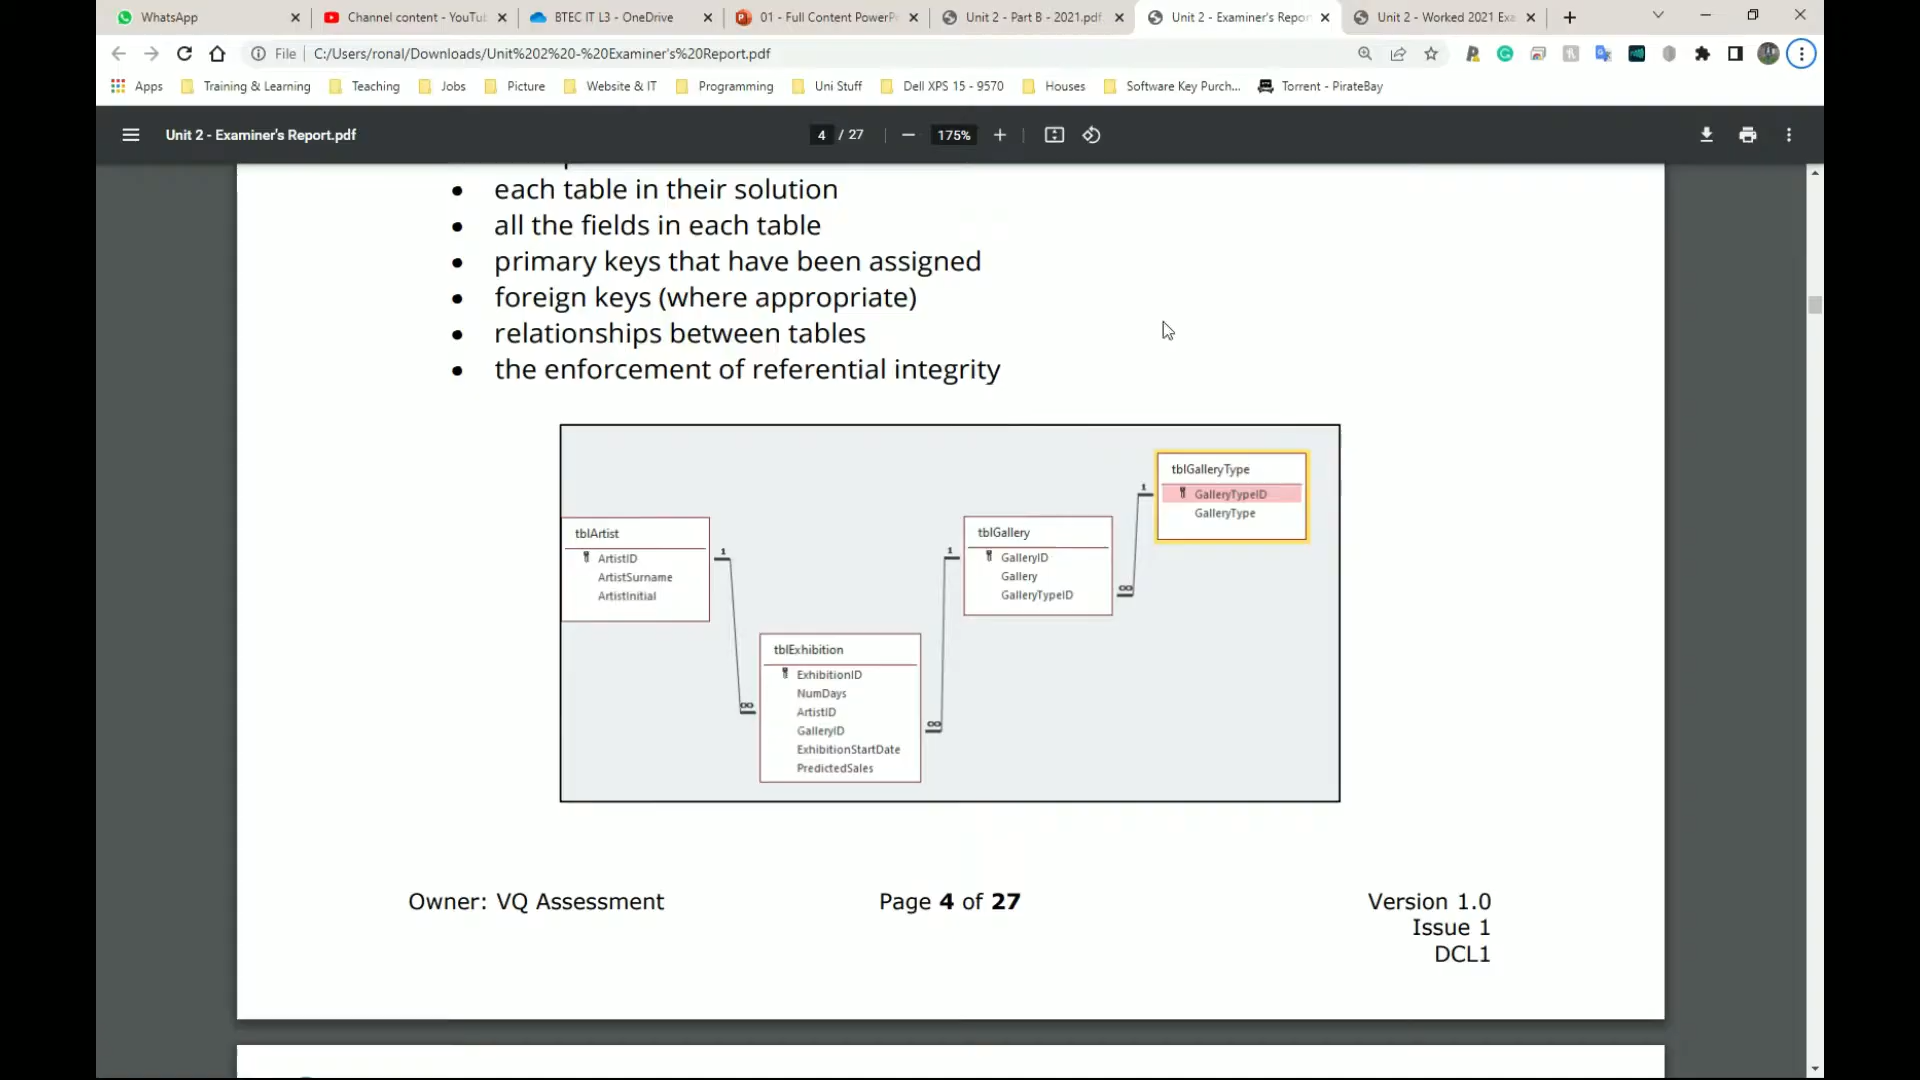 WhatsApp
Channel content - YouTu
BTEC IT L3 - OneDrive
01 - Full Content PowerP
Unit 2 - Part B - 2021.pdf
Unit 2 - Examiner's Repor
Unit 2 - Worked 2021 Exa
File
C:/Users/ronal/Downloads/Unit%202%20-%20Examiner's%20Report.pdf
Apps
Training & Learning
Teaching
Jobs
Picture
Website & IT
Programming
Uni Stuff
Dell XPS 15 - 9570
Houses
Software Key Purch...
Torrent - PirateBay
Unit 2 - Examiner's Report.pdf
4 / 27
175%
• each table in their solution
• all the fields in each table
• primary keys that have been assigned
• foreign keys (where appropriate)
• relationships between tables
• the enforcement of referential integrity
tblGalleryType
GalleryTypeID
GalleryType
1
∞
tblArtist
ArtistID
ArtistSurname
ArtistInitial
1
∞
tblGallery
GalleryID
Gallery
GalleryTypeID
1
∞
tblExhibition
ExhibitionID
NumDays
ArtistID
GalleryID
ExhibitionStartDate
PredictedSales
Owner: VQ Assessment
Page 4 of 27
Version 1.0
Issue 1
DCL1